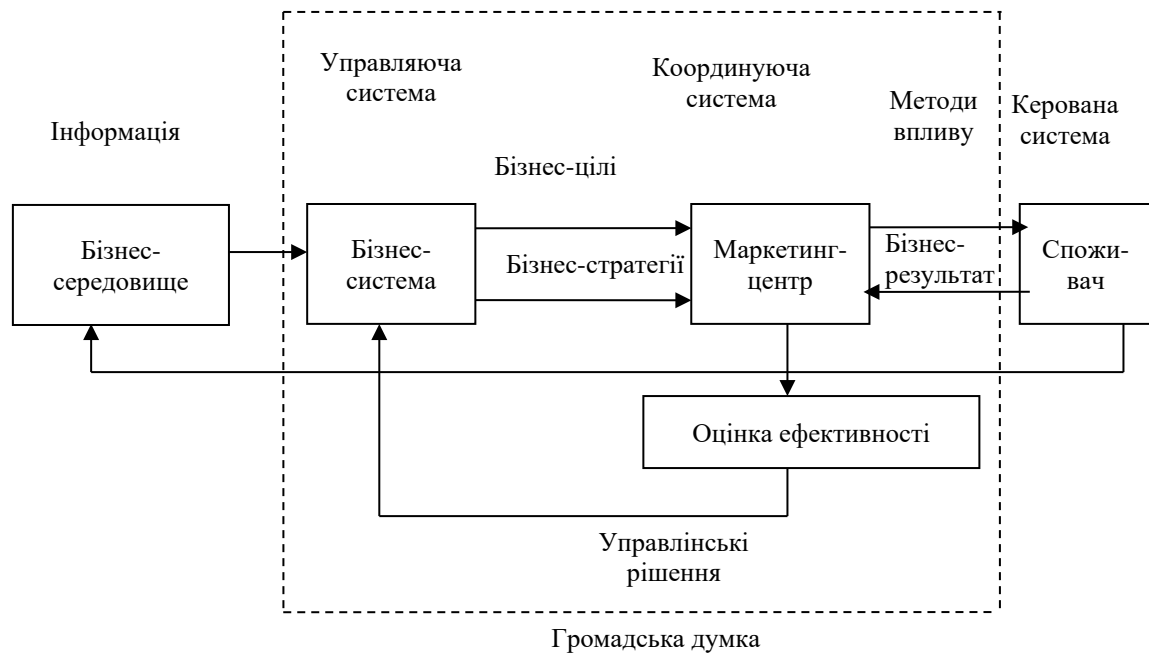 Управляюча
система
Координуюча
система
Методи
впливу
Керована
система
Інформація
Бізнес-цілі
Бізнес-
середовище
Бізнес-
система
Бізнес-стратегії
Маркетинг-
центр
Бізнес-
результат
Спожи-
вач
Оцінка ефективності
Управлінські
рішення
Громадська думка